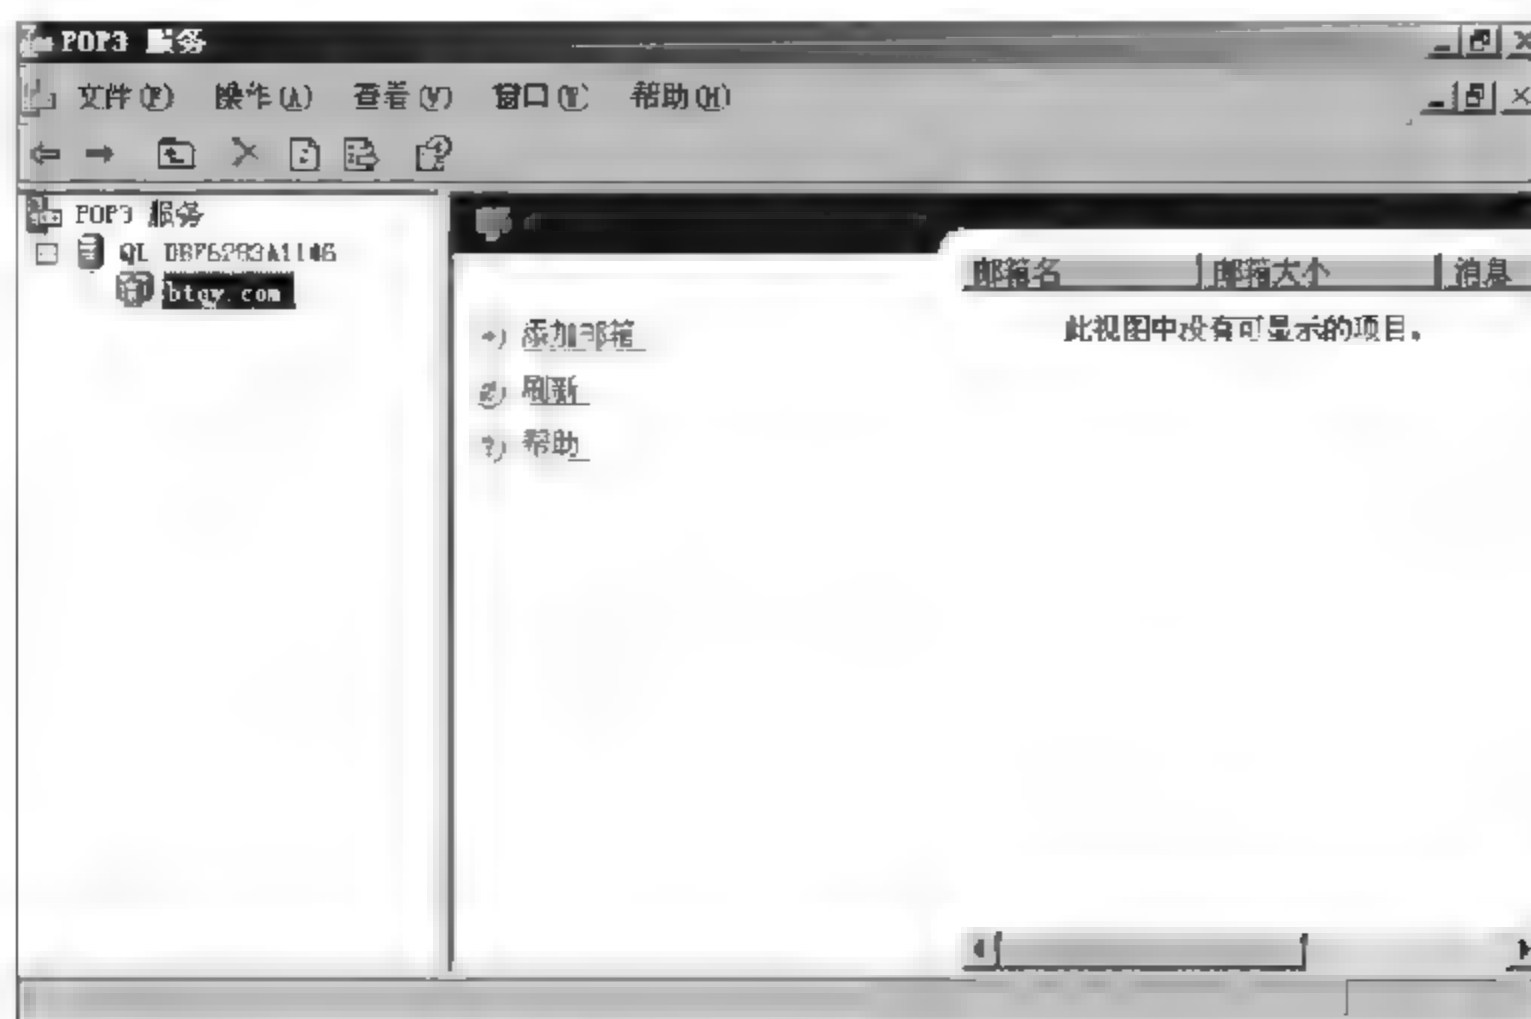 POP3 服务
文件(F) 操作(A) 查看(V) 窗口(W) 帮助(H)
POP3 服务
btqy.com
邮箱名 邮箱大小 消息
添加邮箱
此视图中没有可显示的项目。
刷新
帮助